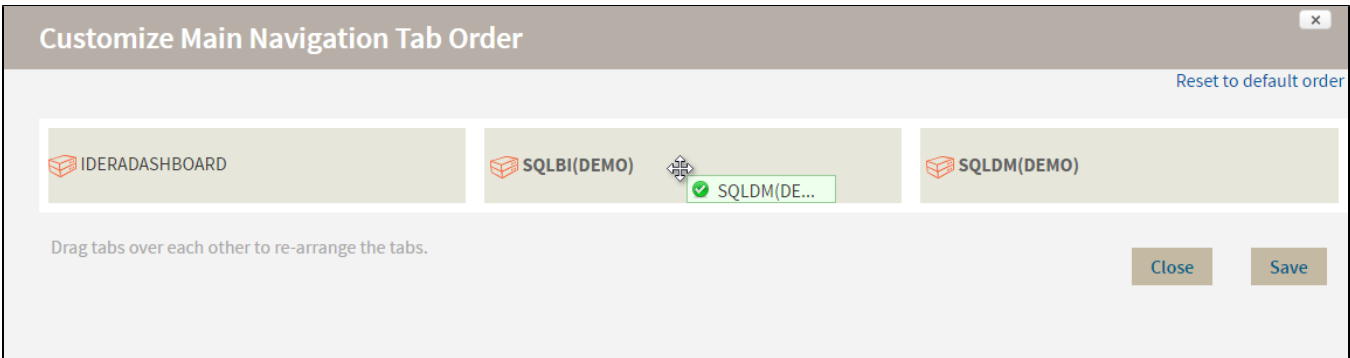 Customize Main Navigation Tab Order
Reset to default order
IDERADASHBOARD
SQLBI(DEMO)
SQLDM(DEMO)
SQLDM(DE...
Drag tabs over each other to re-arrange the tabs.
Close
Save